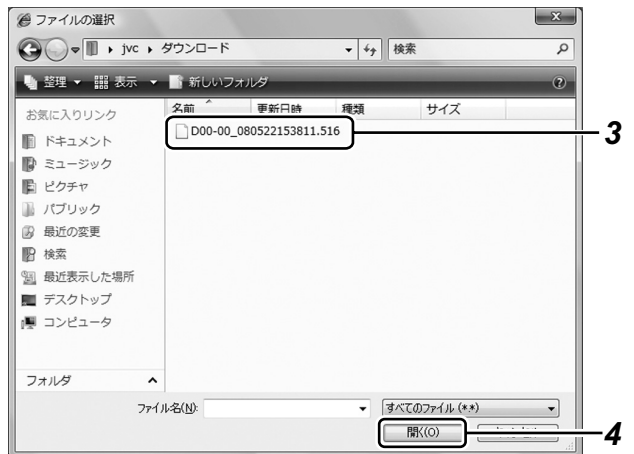 ファイルの選択
jvc ダウンロード 検索
整理 表示 新しいフォルダ
お気に入りリンク
名前 更新日時 種類 サイズ
D00-00_080522153811.516
3
ドキュメント
ミュージック
ピクチャ
パブリック
最近の変更
検索
最近表示した場所
デスクトップ
コンピュータ
フォルダ
ファイル名(N):
すべてのファイル (*.*)
開く(O)
4